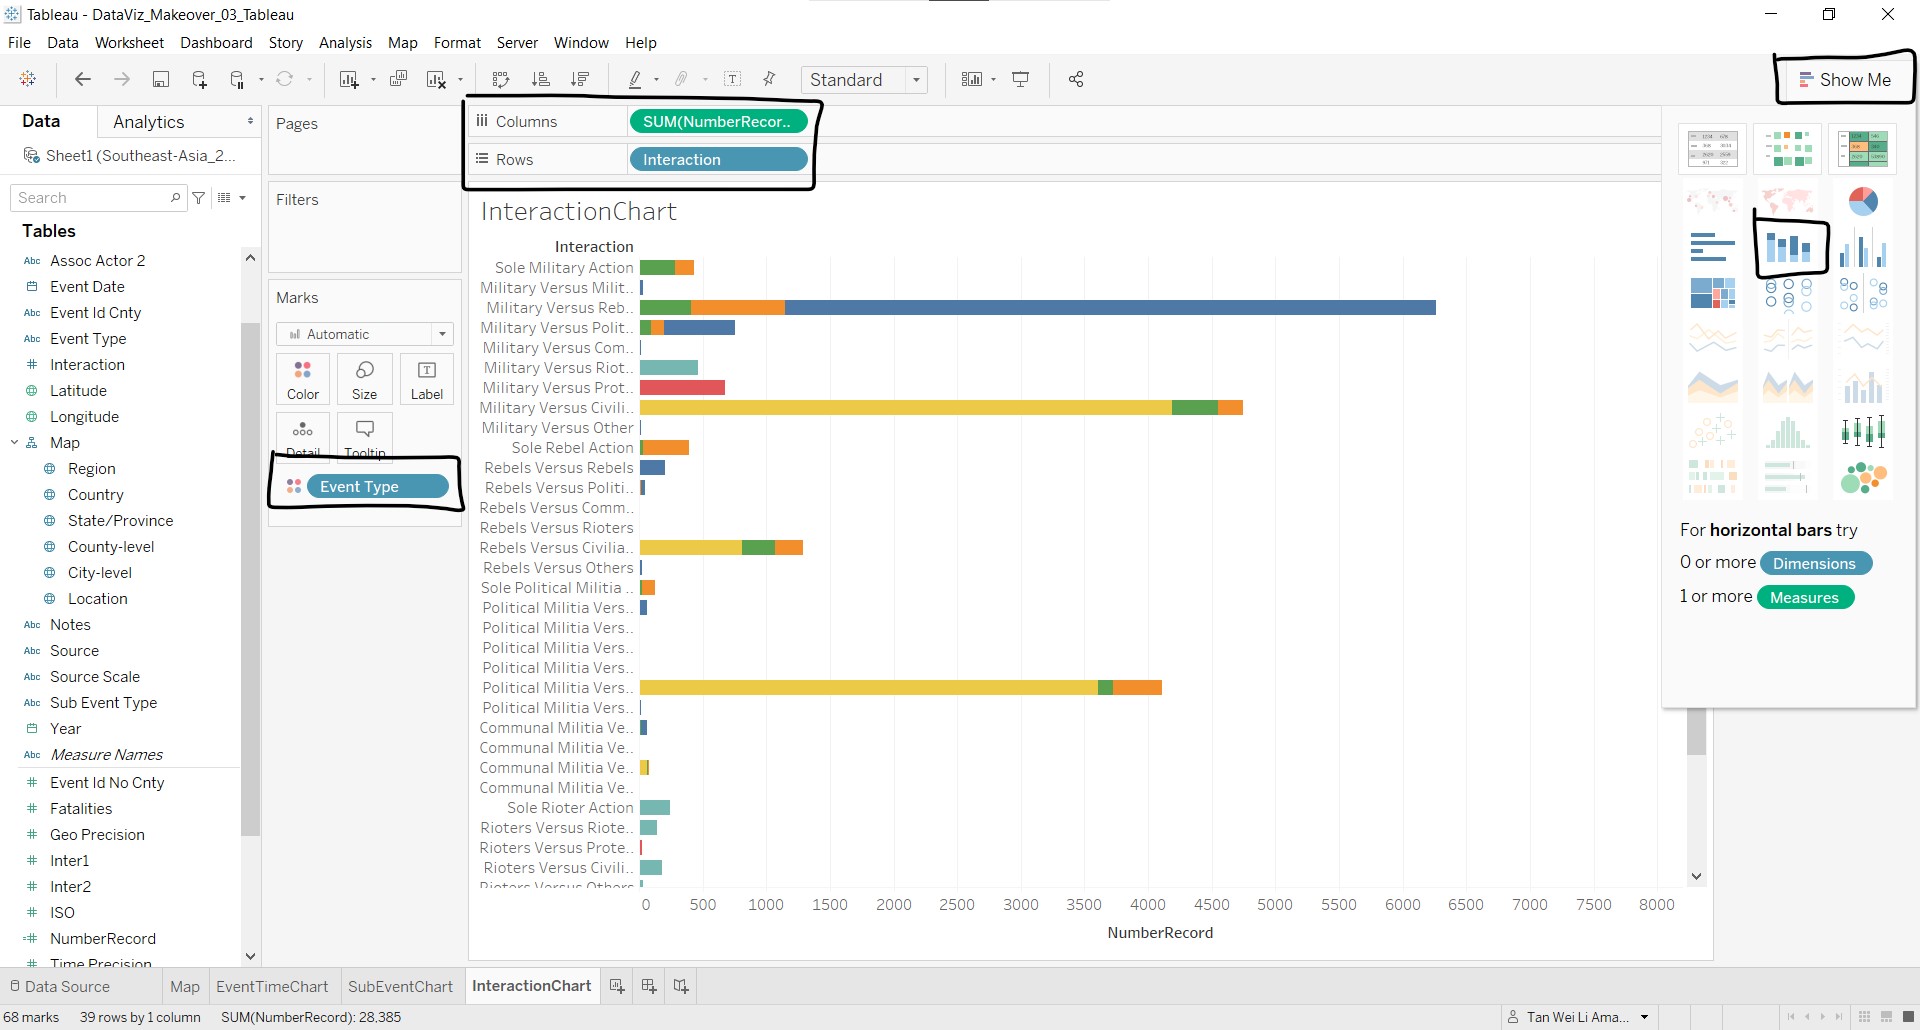 Tableau - DataViz_Makeover_03_Tableau
File Data Worksheet Dashboard Story Analysis Map Format Server Window Help
Standard
Show Me
Data
Analytics
Sheet1 (Southeast-Asia_2...
Search
Tables
Abc Assoc Actor 2
Event Date
Abc Event Id Cnty
Abc Event Type
Interaction
Latitude
Longitude
Map
Region
Country
State/Province
County-level
City-level
Location
Abc Notes
Abc Source
Abc Source Scale
Abc Sub Event Type
Year
Abc Measure Names
Event Id No Cnty
Fatalities
Geo Precision
Inter1
Inter2
ISO
NumberRecord
Time Precision
Pages
Filters
Marks
Automatic
Color Size Label
Detail Tooltip
Event Type
Columns SUM(NumberRecor..
Rows Interaction
InteractionChart
Interaction
Sole Military Action
Military Versus Milit..
Military Versus Reb..
Military Versus Polit..
Military Versus Com..
Military Versus Riot..
Military Versus Prot..
Military Versus Civili..
Military Versus Other
Sole Rebel Action
Rebels Versus Rebels
Rebels Versus Politi..
Rebels Versus Comm..
Rebels Versus Rioters
Rebels Versus Civilia..
Rebels Versus Others
Sole Political Militia ..
Political Militia Vers..
Political Militia Vers..
Political Militia Vers..
Political Militia Vers..
Political Militia Vers..
Political Militia Vers..
Communal Militia Ve..
Communal Militia Ve..
Communal Militia Ve..
Communal Militia Ve..
Sole Rioter Action
Rioters Versus Riote..
Rioters Versus Prote..
Rioters Versus Civili..
Rioters Versus Others
0 500 1000 1500 2000 2500 3000 3500 4000 4500 5000 5500 6000 6500 7000 7500 8000
NumberRecord
For horizontal bars try
0 or more Dimensions
1 or more Measures
Data Source Map EventTimeChart SubEventChart InteractionChart
68 marks 39 rows by 1 column SUM(NumberRecord): 28,385
Tan Wei Li Ama...